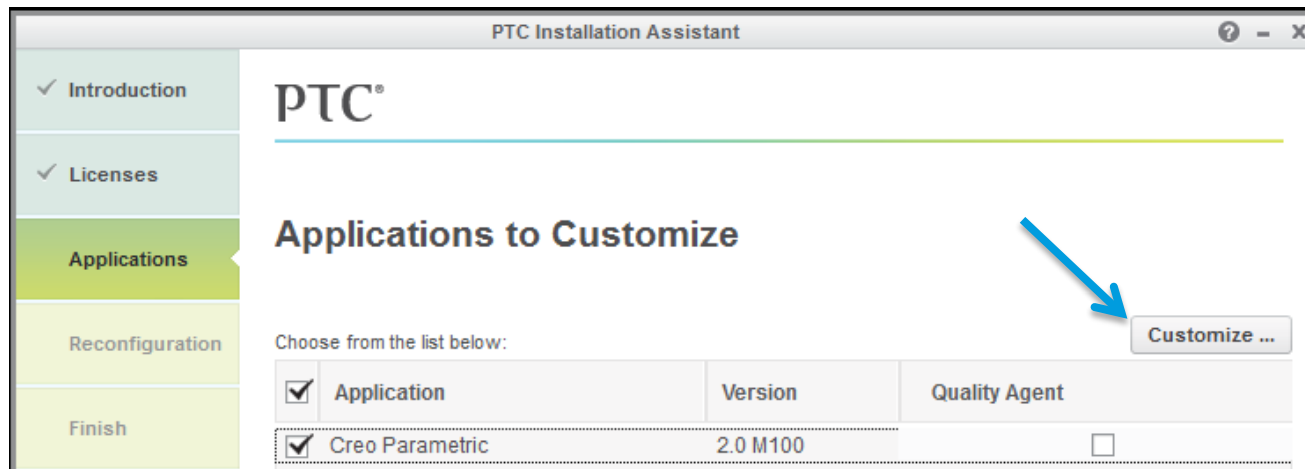 PTC Installation Assistant
Introduction
PTC®
Licenses
Applications to Customize
Applications
Reconfiguration
Choose from the list below:
Customize ...
Application Version Quality Agent
Finish
Creo Parametric 2.0 M100